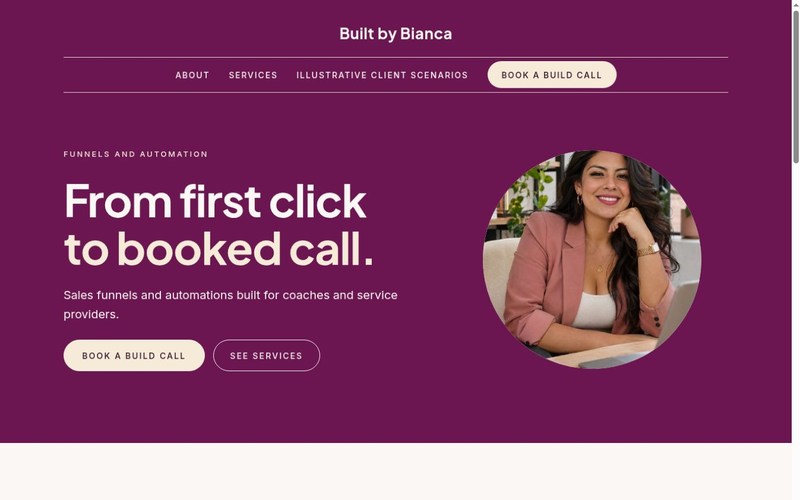 Built by Bianca
ABOUT SERVICES ILLUSTRATIVE CLIENT SCENARIOS BOOK A BUILD CALL
FUNNELS AND AUTOMATION
From first click
to booked call.
Sales funnels and automations built for coaches and service
providers.
BOOK A BUILD CALL SEE SERVICES